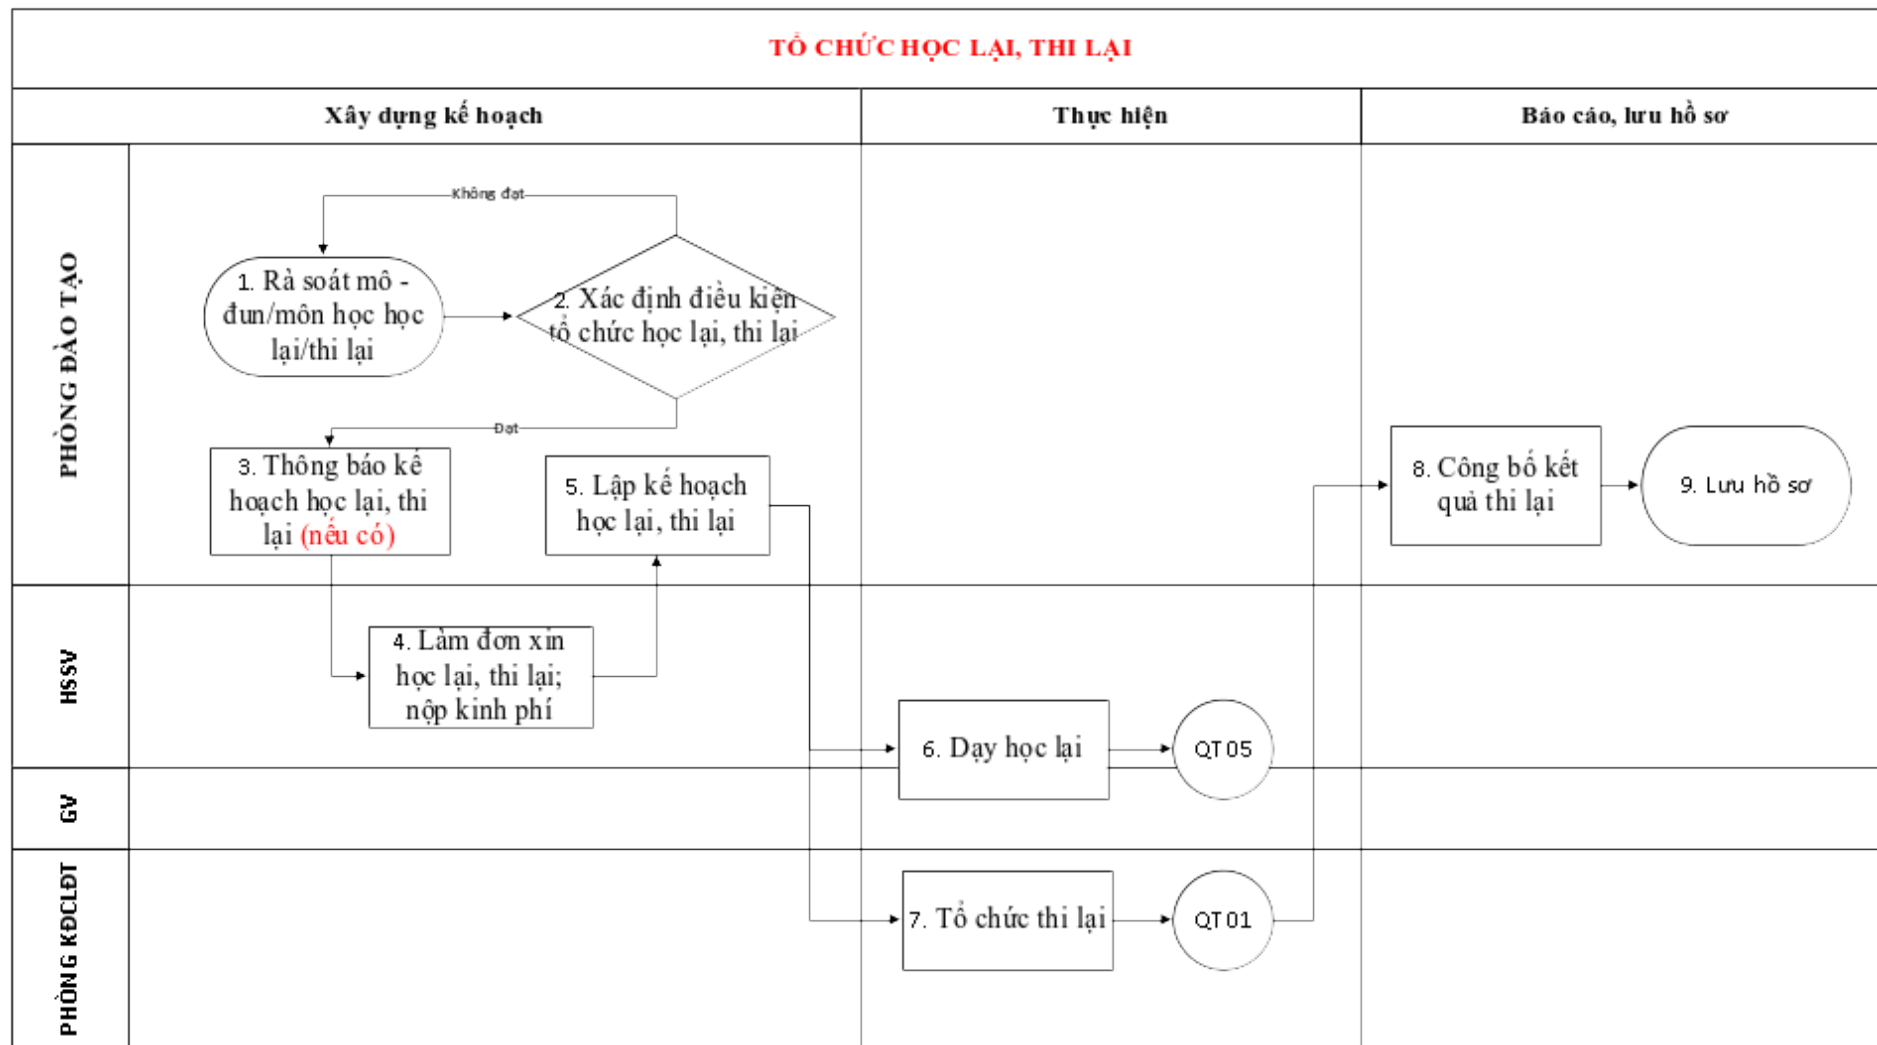 TỔ CHỨC HỌC LẠI, THI LẠI
Xây dựng kế hoạch
Thực hiện
Báo cáo, lưu hồ sơ
PHÒNG ĐÀO TẠO
Không đạt
1. Rà soát mô -
đun/môn học học
lại/thi lại
2. Xác định điều kiện
tổ chức học lại, thi lại
Đạt
3. Thông báo kế
hoạch học lại, thi
lại (nếu có)
5. Lập kế hoạch
học lại, thi lại
8. Công bố kết
quả thi lại
9. Lưu hồ sơ
HSSV
4. Làm đơn xin
học lại, thi lại;
nộp kinh phí
6. Dạy học lại
QT05
GV
PHÒNG KĐCLĐT
7. Tổ chức thi lại
QT01